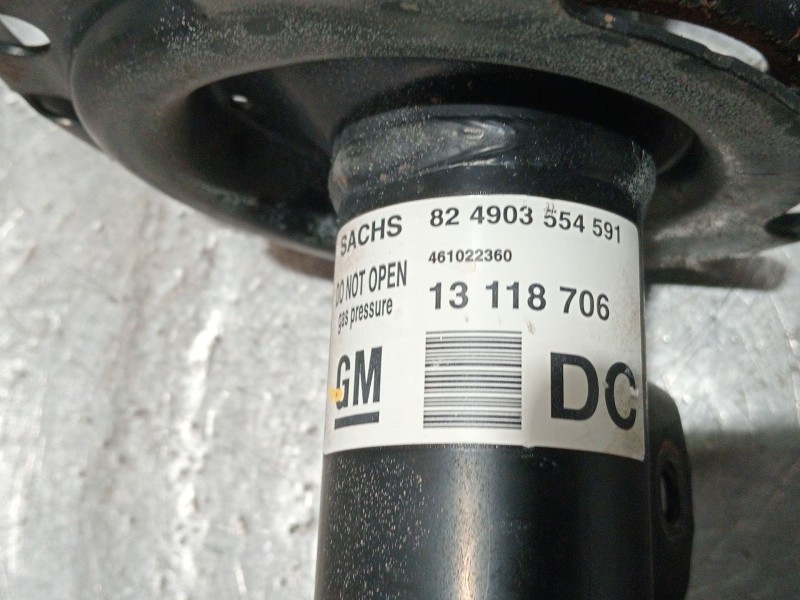 SACHS 82 4903 554 591
461022360
DO NOT OPEN
gas pressure
13 118 706
GM
DC